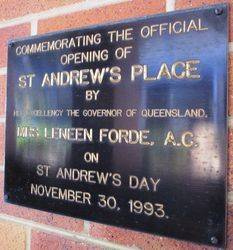 COMMEMORATING THE OFFICIAL
OPENING OF
ST ANDREW'S PLACE
BY
HER EXCELLENCY THE GOVERNOR OF QUEENSLAND,
MRS LENEEN FORDE, A.C.
ON
ST ANDREW'S DAY
NOVEMBER 30, 1993.